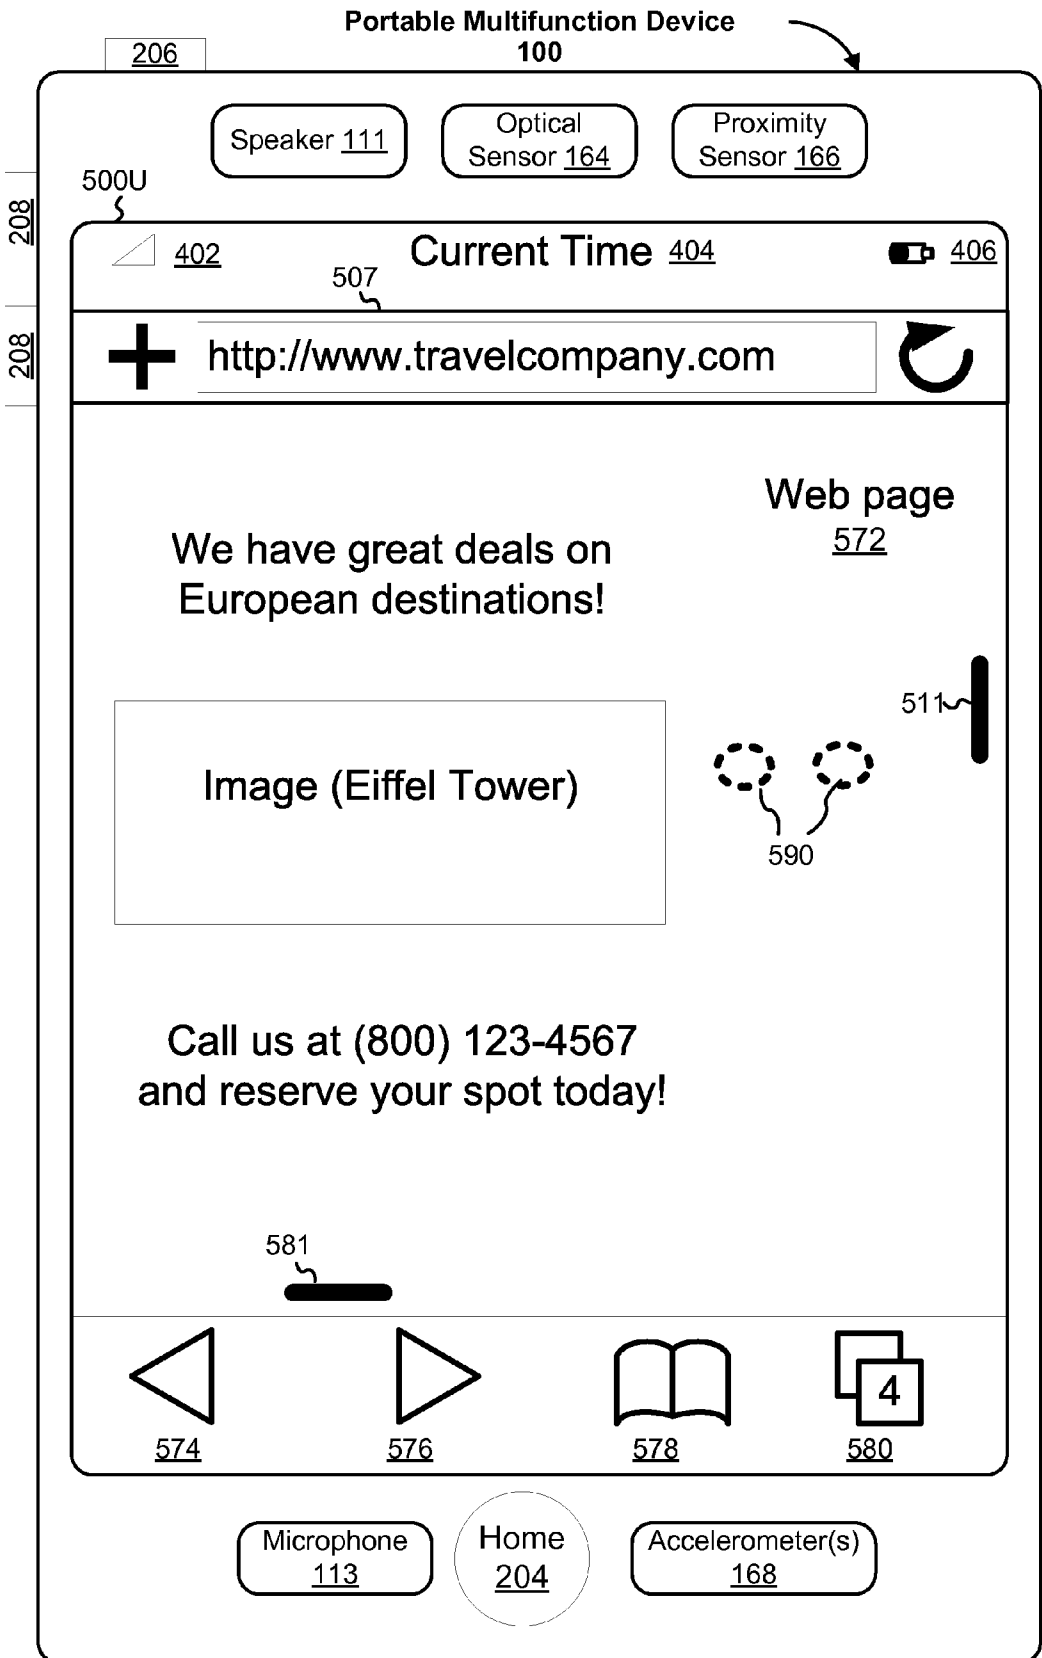 Portable Multifunction Device
100
206
Speaker 111
Optical
Sensor 164
Proximity
Sensor 166
500U
208
402
Current Time 404
406
507
208
http://www.travelcompany.com
Web page
572
We have great deals on
European destinations!
511
Image (Eiffel Tower)
590
Call us at (800) 123-4567
and reserve your spot today!
581
4
574
576
578
580
Microphone
113
Home
204
Accelerometer(s)
168